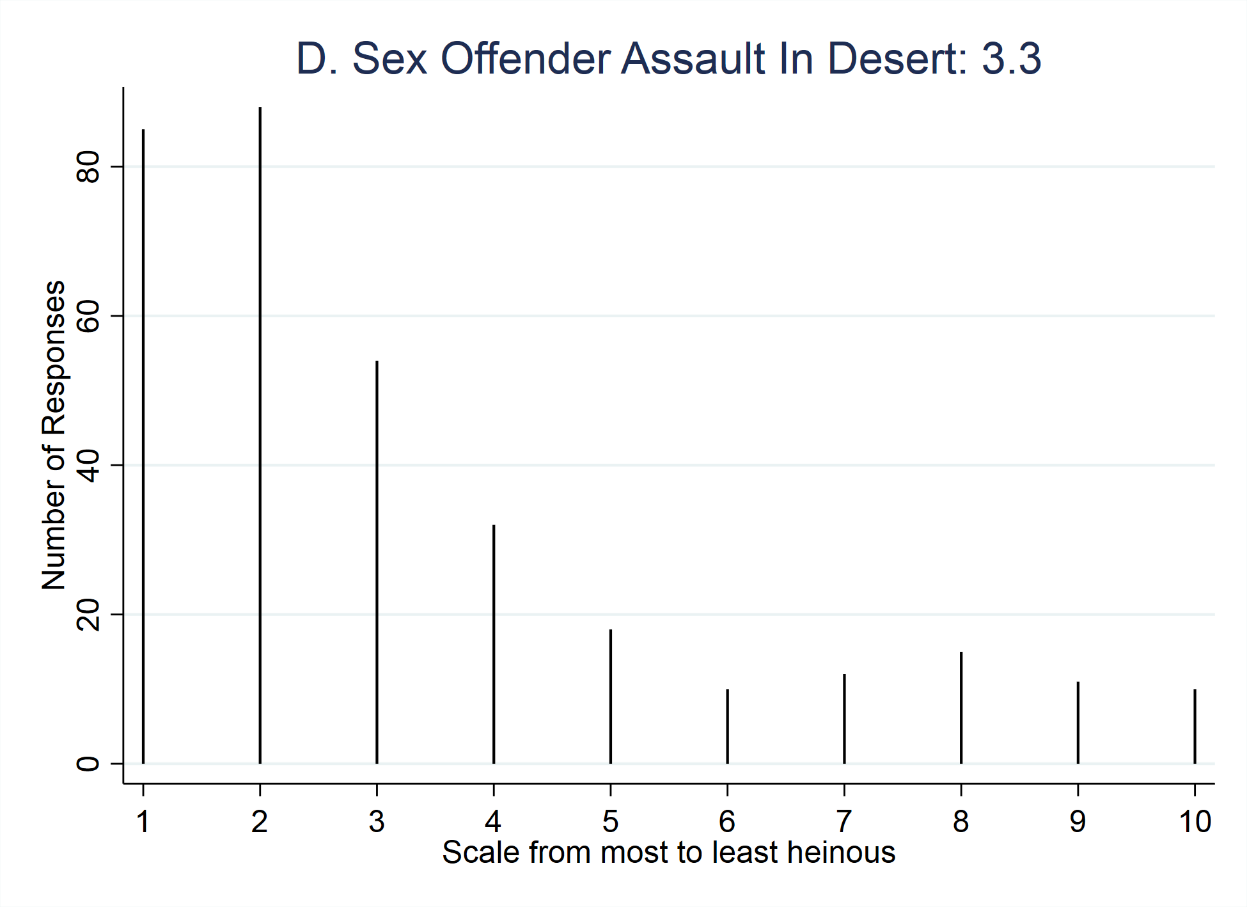 D. Sex Offender Assault In Desert: 3.3
Number of Responses
80
60
40
20
0
1 2 3 4 5 6 7 8 9 10
Scale from most to least heinous